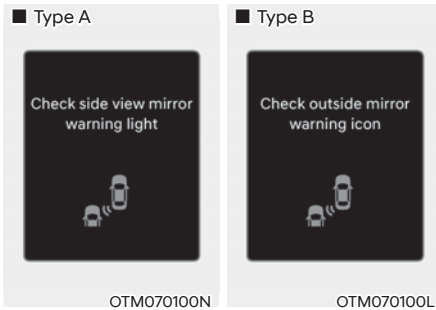 ■ Type A
Check side view mirror
warning light
OTM070100N
■ Type B
Check outside mirror
warning icon
OTM070100L